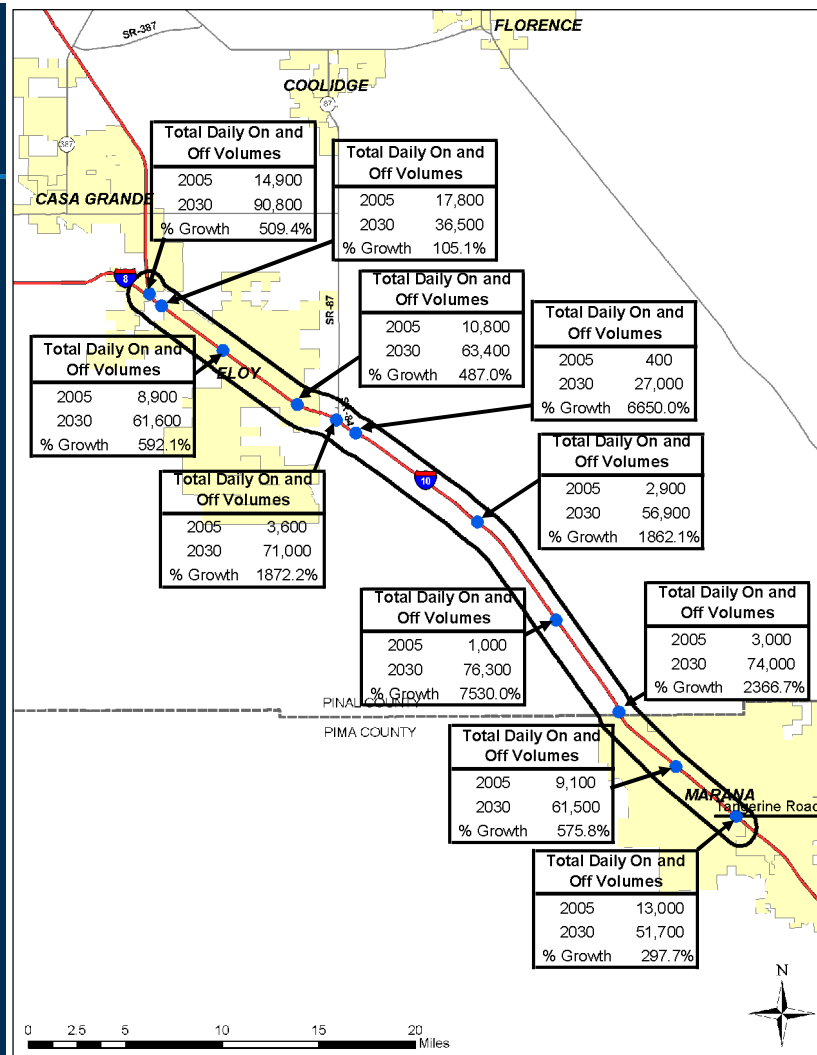 FLORENCE
SR-387
COOLIDGE
87
387
CASA GRANDE
Total Daily On and
Off Volumes
2005 14,900
2030 90,800
% Growth 509.4%
Total Daily On and
Off Volumes
2005 17,800
2030 36,500
% Growth 105.1%
8
SR-87
Total Daily On and
Off Volumes
2005 10,800
2030 63,400
% Growth 487.0%
Total Daily On and
Off Volumes
2005 400
2030 27,000
% Growth 6650.0%
Total Daily On and
Off Volumes
2005 8,900
2030 61,600
% Growth 592.1%
ELOY
SR-84
Total Daily On and
Off Volumes
2005 3,600
2030 71,000
% Growth 1872.2%
10
Total Daily On and
Off Volumes
2005 2,900
2030 56,900
% Growth 1862.1%
Total Daily On and
Off Volumes
2005 1,000
2030 76,300
% Growth 7530.0%
Total Daily On and
Off Volumes
2005 3,000
2030 74,000
% Growth 2366.7%
PINAL COUNTY
PIMA COUNTY
Total Daily On and
Off Volumes
2005 9,100
2030 61,500
% Growth 575.8%
MARANA
Tangerine Road
Total Daily On and
Off Volumes
2005 13,000
2030 51,700
% Growth 297.7%
N
0 2.5 5 10 15 20
Miles